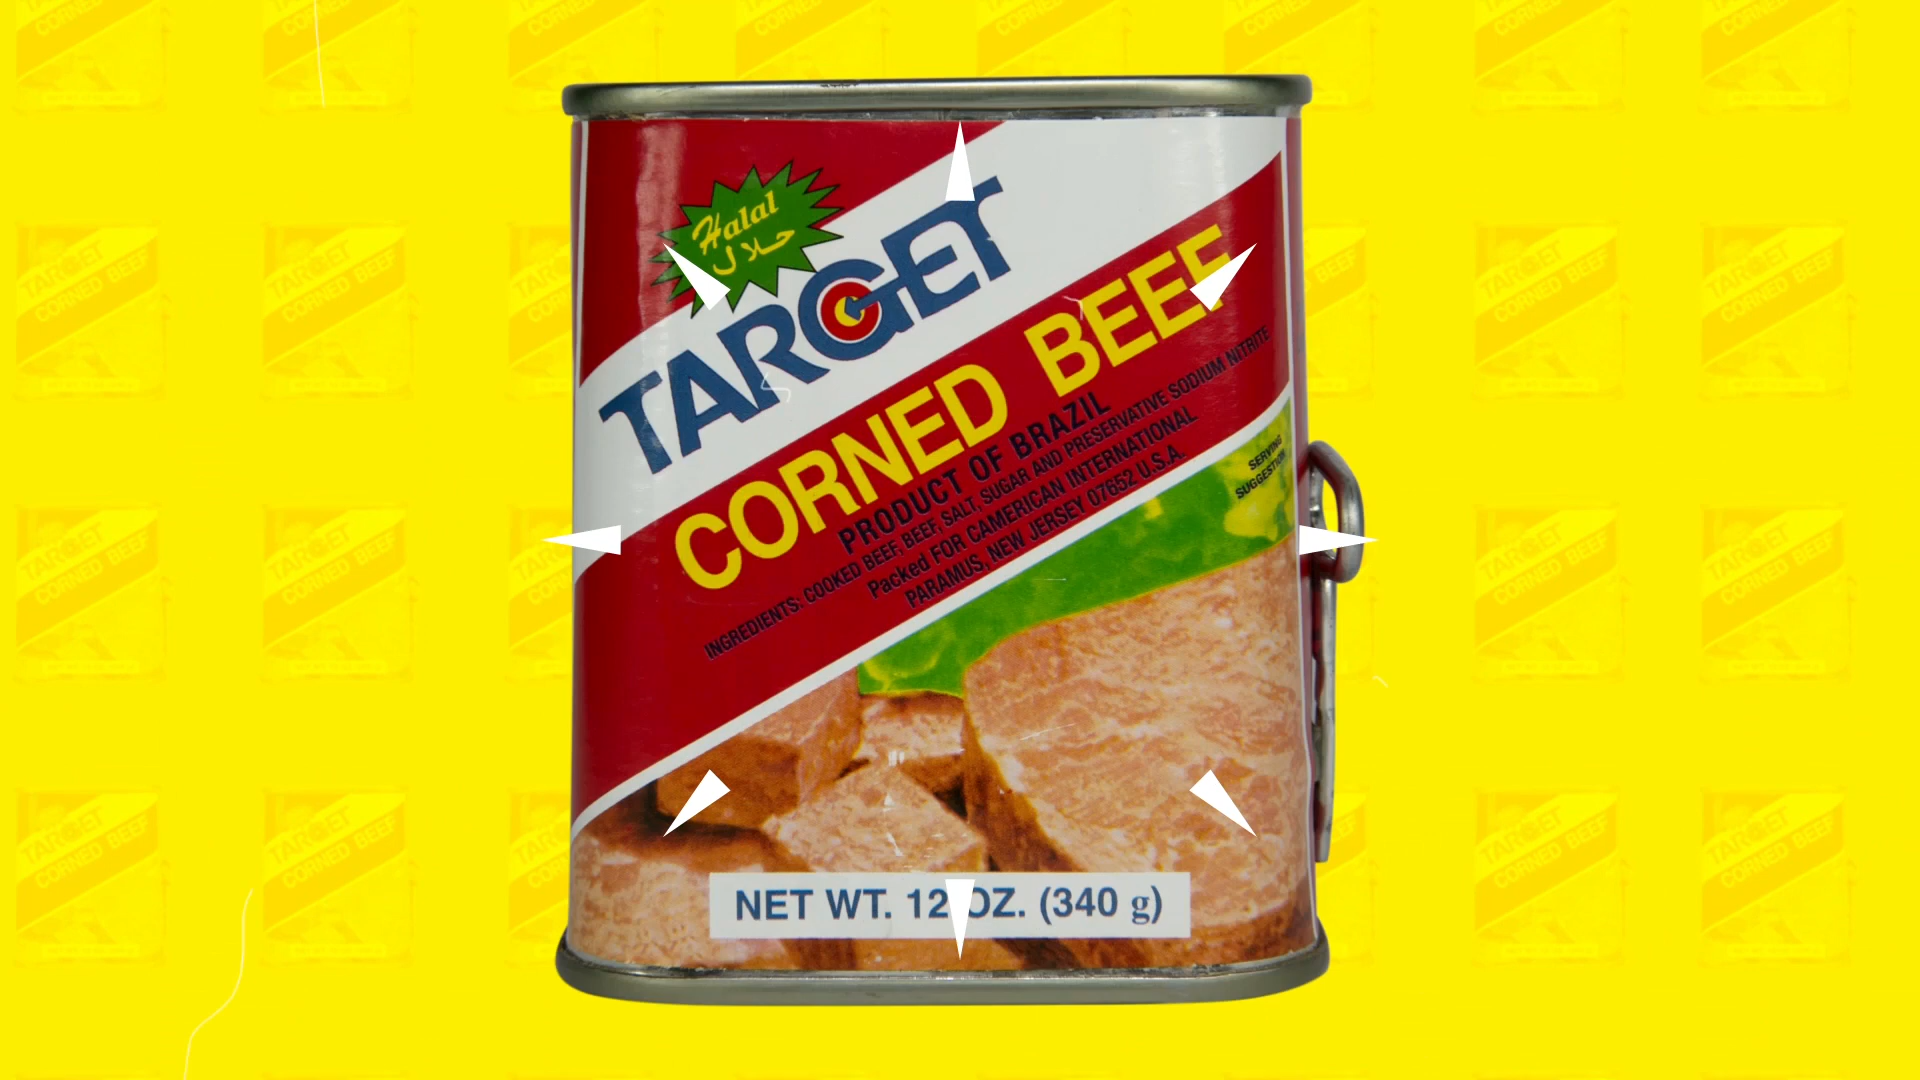 Halal
حلال
TARGET
CORNED BEEF
PRODUCT OF BRAZIL
INGREDIENTS: COOKED BEEF, BEEF, SALT, SUGAR AND PRESERVATIVE SODIUM NITRITE
Packed FOR CAMERICAN INTERNATIONAL
PARAMUS, NEW JERSEY 07652 U.S.A.
SERVING
SUGGESTION
NET WT. 12 OZ. (340 g)